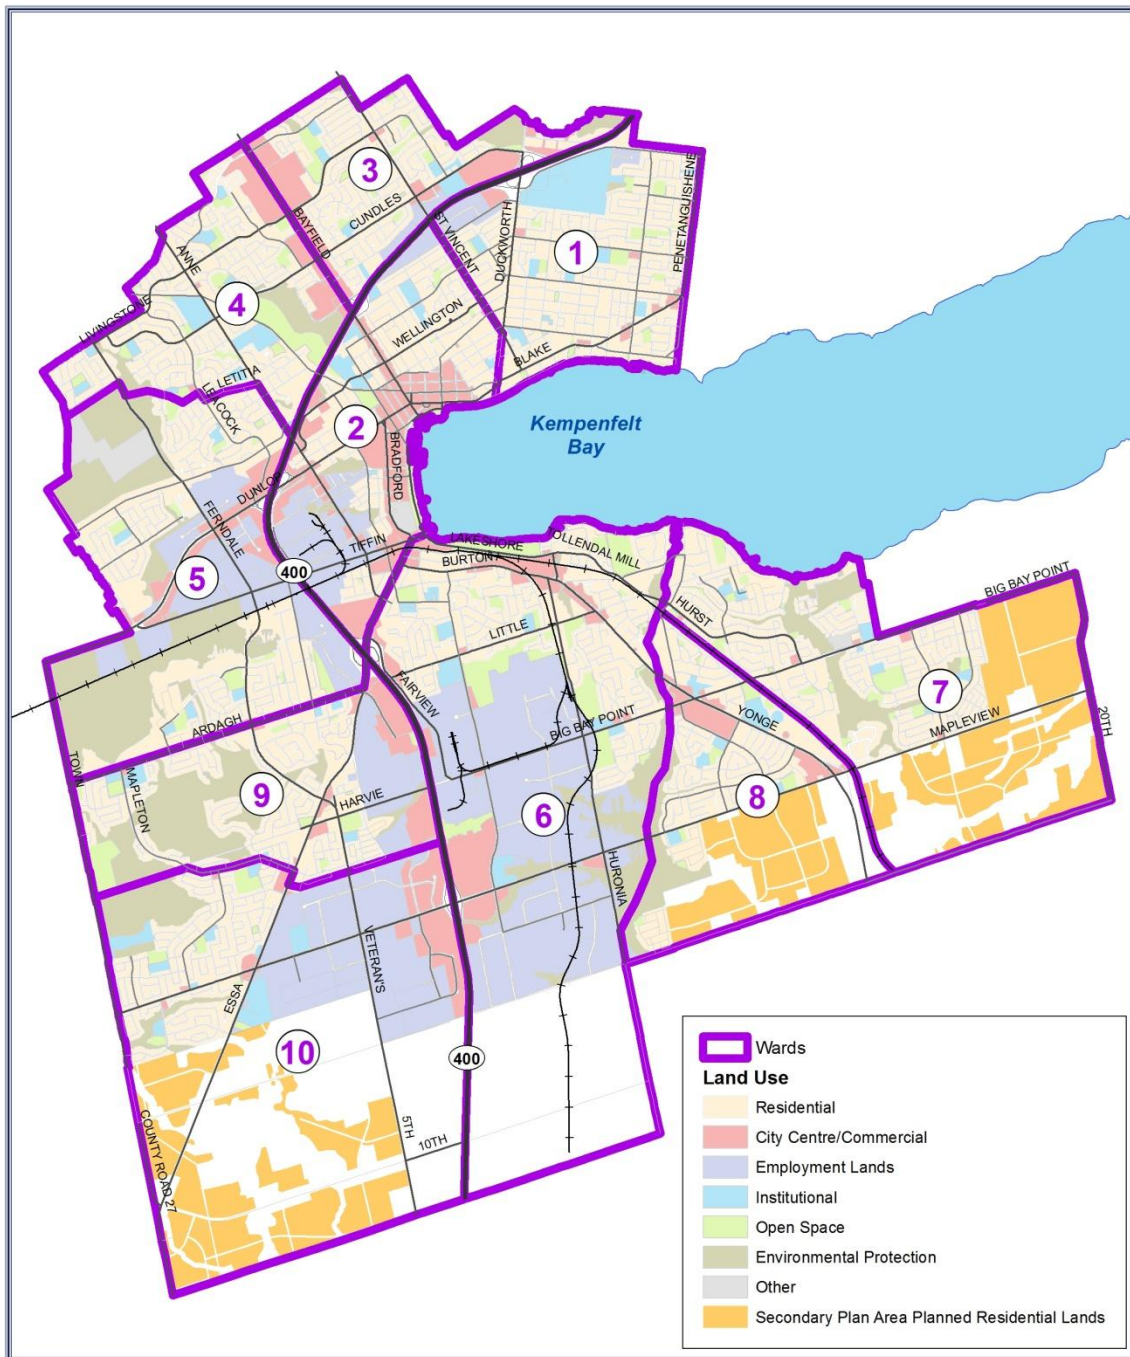 3
CUNDLES
BAYFIELD
ST VINCENT
DUCKWORTH
PENETANGUISHENE
1
ANNE
4
LIVINGSTONE
WELLINGTON
BLAKE
LETITIA
LEACOCK
2
BRADFORD
Kempenfelt
Bay
DUNLOP
FERNDALE
TIFFIN
LAKESHORE
BURTON
TOLLENDAL MILL
400
5
HURST
BIG BAY POINT
LITTLE
FAIRVIEW
7
ARDAGH
BIG BAY POINT
YONGE
MAPLEVIEW
20TH
TOWN
MAPLETON
9
HARVIE
6
8
HURONIA
VETERAN'S
ESSA
10
400
COUNTY ROAD 27
5TH
10TH
Wards
Land Use
Residential
City Centre/Commercial
Employment Lands
Institutional
Open Space
Environmental Protection
Other
Secondary Plan Area Planned Residential Lands